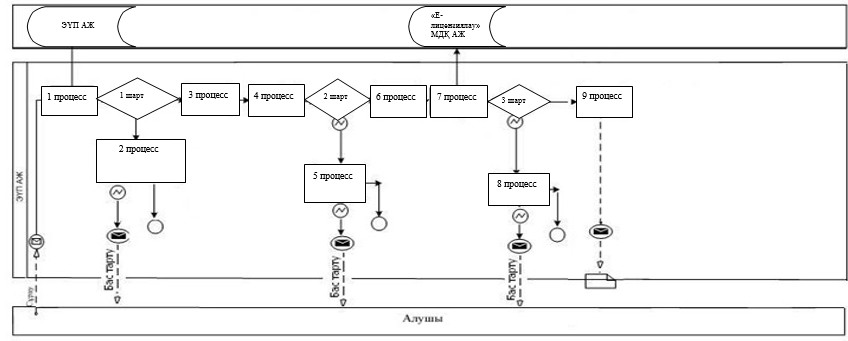 ЭҮП АЖ
«Е-
лицензиялау»
МДҚ АЖ
1 процесс
1 шарт
3 процесс
4 процесс
2 шарт
6 процесс
7 процесс
3 шарт
9 процесс
2 процесс
5 процесс
8 процесс
ЭҮП АЖ
Бас тарту
Бас тарту
Бас тарту
Алушы